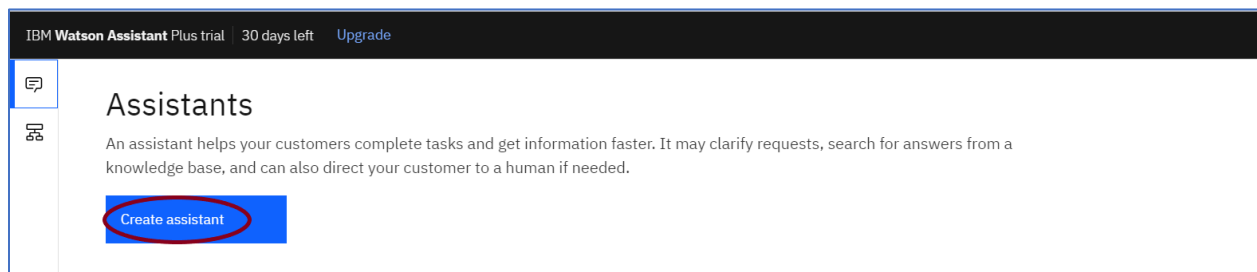 IBM Watson Assistant Plus trial 30 days left Upgrade
Assistants
An assistant helps your customers complete tasks and get information faster. It may clarify requests, search for answers from a
knowledge base, and can also direct your customer to a human if needed.
Create assistant